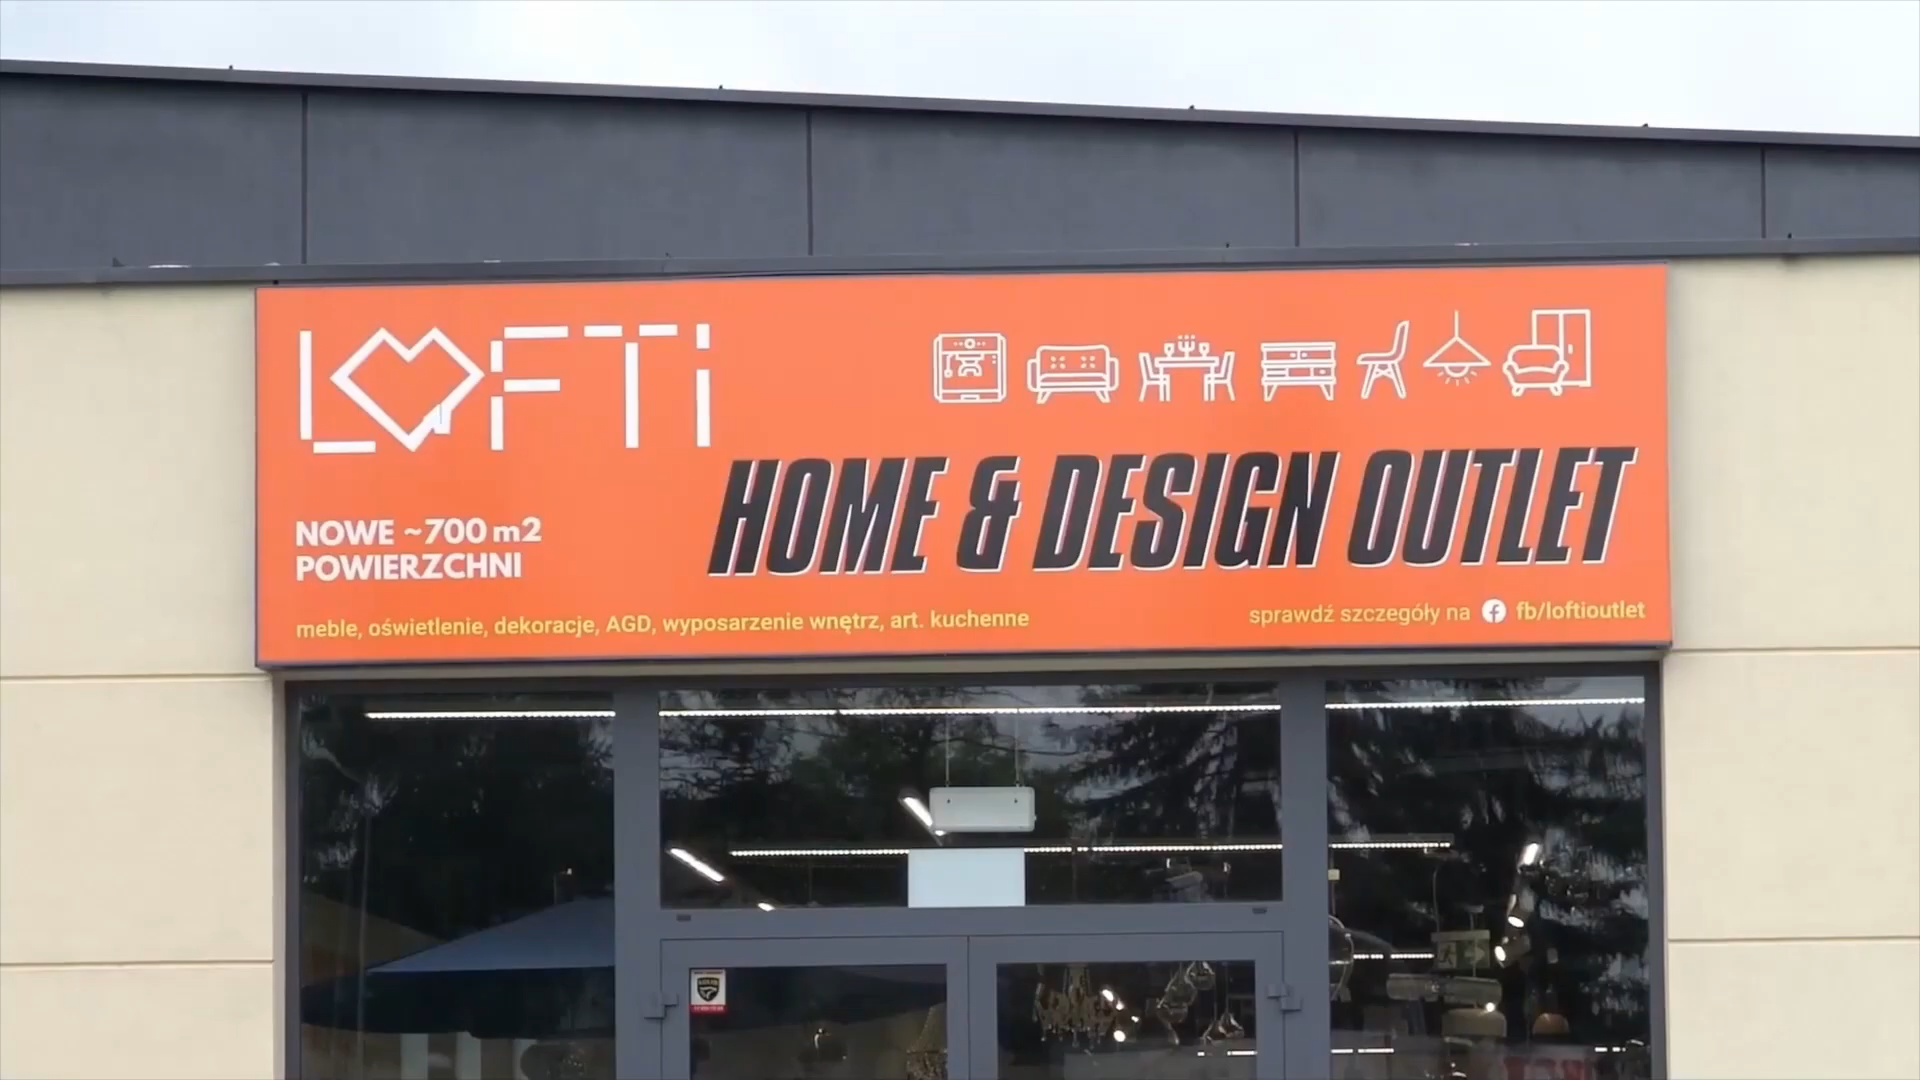 LOFTi
HOME & DESIGN OUTLET
NOWE ~700 m2
POWIERZCHNI
meble, oświetlenie, dekoracje, AGD, wyposarzenie wnętrz, art. kuchenne
sprawdź szczegóły na fb/loftioutlet